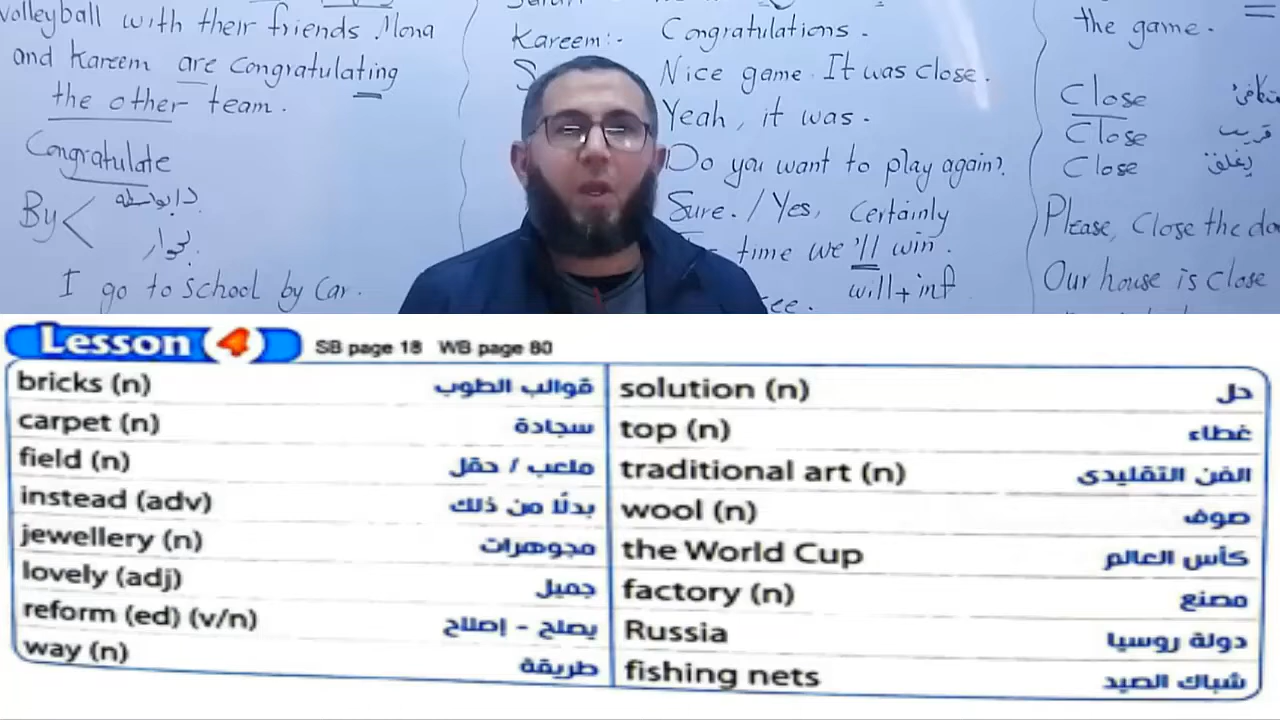 volleyball with their friends Mona
and Kareem are congratulating
the other team.
Congratulate
By
بواسطه
بجوار
I go to school by car.
Kareem:-
Congratulations.
Nice game. It was close.
Yeah, it was.
Do you want to play again?
Sure. / Yes, certainly
time we'll win.
will + inf
the game.
Close
Close قريب
Close يغلق
Please, Close the do
Our house is close
Lesson 4 SB page 18 WB page 80
bricks (n) قوالب الطوب
carpet (n) سجادة
field (n) ملعب / حقل
instead (adv) بدلًا من ذلك
jewellery (n) مجوهرات
lovely (adj) جميل
reform (ed) (v/n) يصلح - إصلاح
way (n) طريقة
solution (n) حل
top (n) غطاء
traditional art (n) الفن التقليدى
wool (n) صوف
the World Cup كأس العالم
factory (n) مصنع
Russia دولة روسيا
fishing nets شباك الصيد